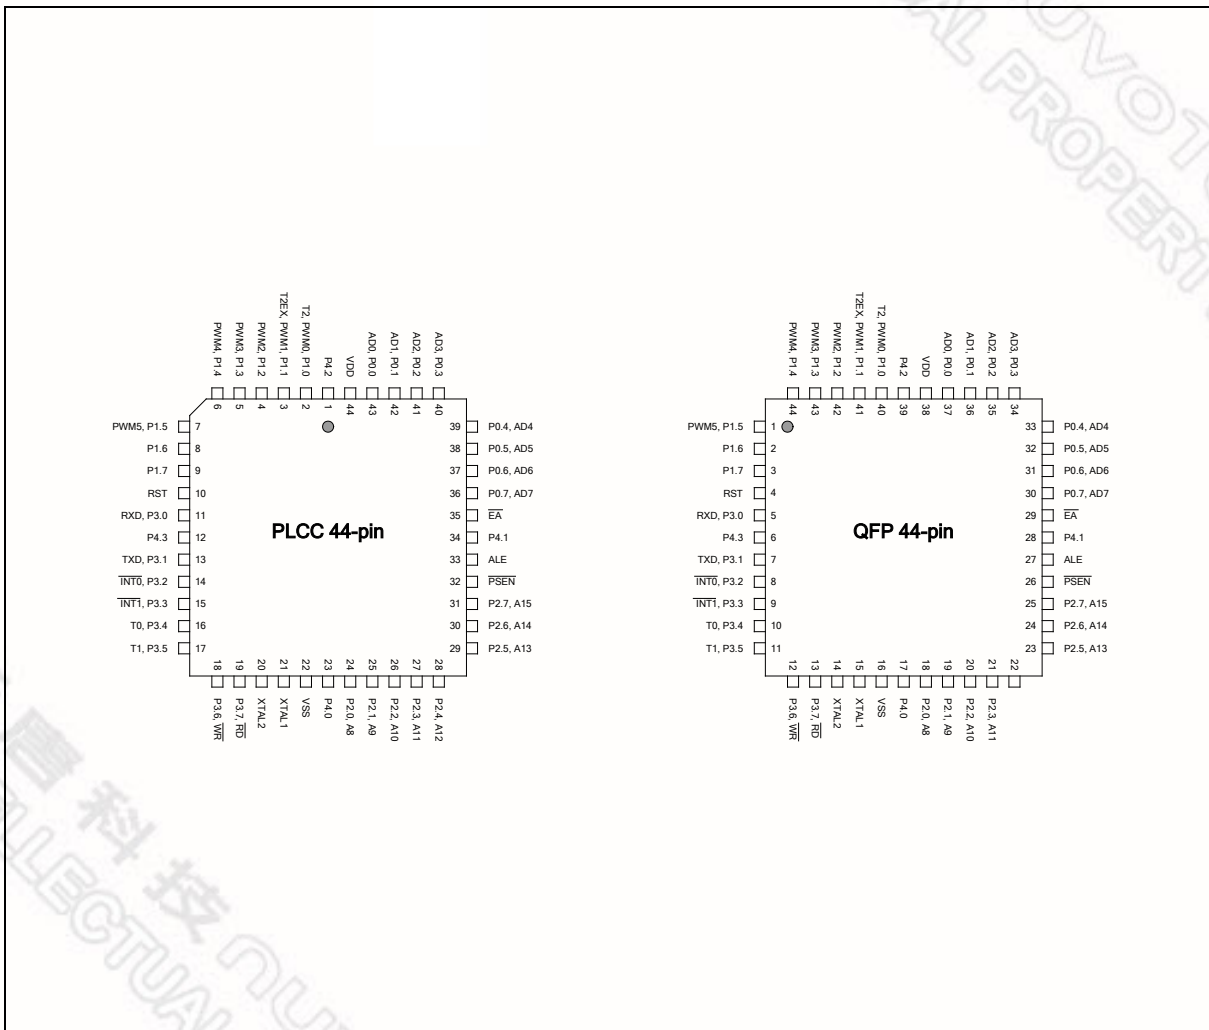 NUVOTO
AL PROPERTY
PWM4, P1.4
PWM3, P1.3
PWM2, P1.2
T2EX, PWM1, P1.1
T2, PWM0, P1.0
P4.2
VDD
AD0, P0.0
AD1, P0.1
AD2, P0.2
AD3, P0.3
6
5
4
3
2
1
44
43
42
41
40
PWM5, P1.5 7
P1.6 8
P1.7 9
RST 10
RXD, P3.0 11
P4.3 12
TXD, P3.1 13
INT0, P3.2 14
INT1, P3.3 15
T0, P3.4 16
T1, P3.5 17
PLCC 44-pin
39 P0.4, AD4
38 P0.5, AD5
37 P0.6, AD6
36 P0.7, AD7
35 EA
34 P4.1
33 ALE
32 PSEN
31 P2.7, A15
30 P2.6, A14
29 P2.5, A13
18
19
20
21
22
23
24
25
26
27
28
P3.6, WR
P3.7, RD
XTAL2
XTAL1
VSS
P4.0
P2.0, A8
P2.1, A9
P2.2, A10
P2.3, A11
P2.4, A12
PWM4, P1.4
PWM3, P1.3
PWM2, P1.2
T2EX, PWM1, P1.1
T2, PWM0, P1.0
P4.2
VDD
AD0, P0.0
AD1, P0.1
AD2, P0.2
AD3, P0.3
44
43
42
41
40
39
38
37
36
35
34
PWM5, P1.5 1
P1.6 2
P1.7 3
RST 4
RXD, P3.0 5
P4.3 6
TXD, P3.1 7
INT0, P3.2 8
INT1, P3.3 9
T0, P3.4 10
T1, P3.5 11
QFP 44-pin
33 P0.4, AD4
32 P0.5, AD5
31 P0.6, AD6
30 P0.7, AD7
29 EA
28 P4.1
27 ALE
26 PSEN
25 P2.7, A15
24 P2.6, A14
23 P2.5, A13
12
13
14
15
16
17
18
19
20
21
22
P3.6, WR
P3.7, RD
XTAL2
XTAL1
VSS
P4.0
P2.0, A8
P2.1, A9
P2.2, A10
P2.3, A11
科技 nuv
LLECTUAL